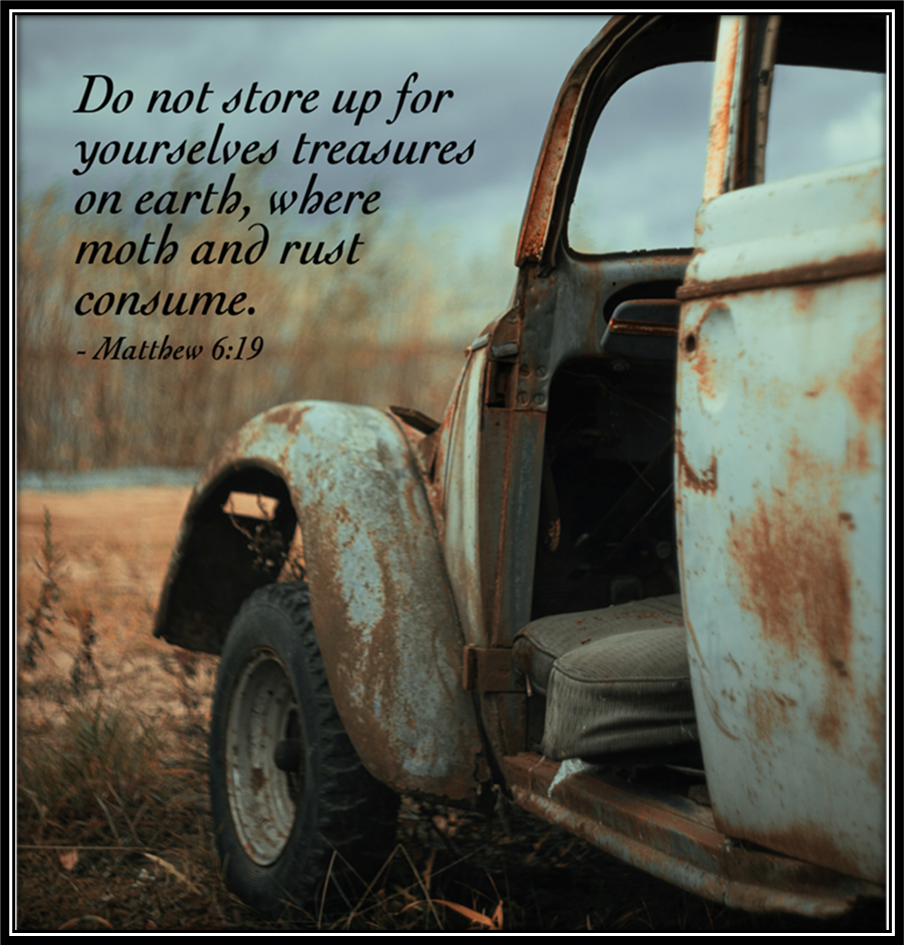 Do not store up for
yourselves treasures
on earth, where
moth and rust
consume.
- Matthew 6:19